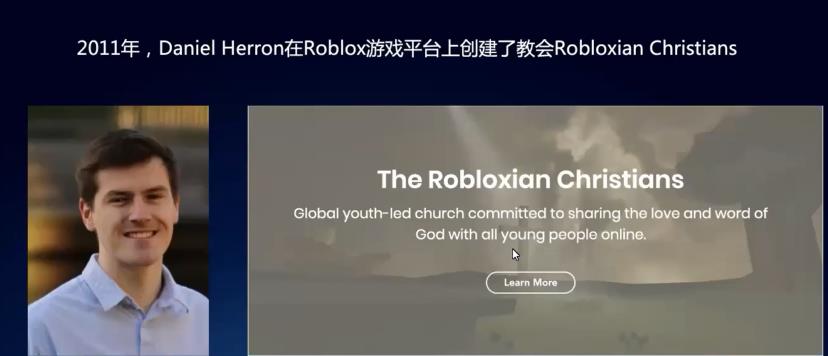 2011年，Daniel Herron在Roblox游戏平台上创建了教会Robloxian Christians
The Robloxian Christians
Global youth-led church committed to sharing the love and word of
God with all young people online.
Learn More